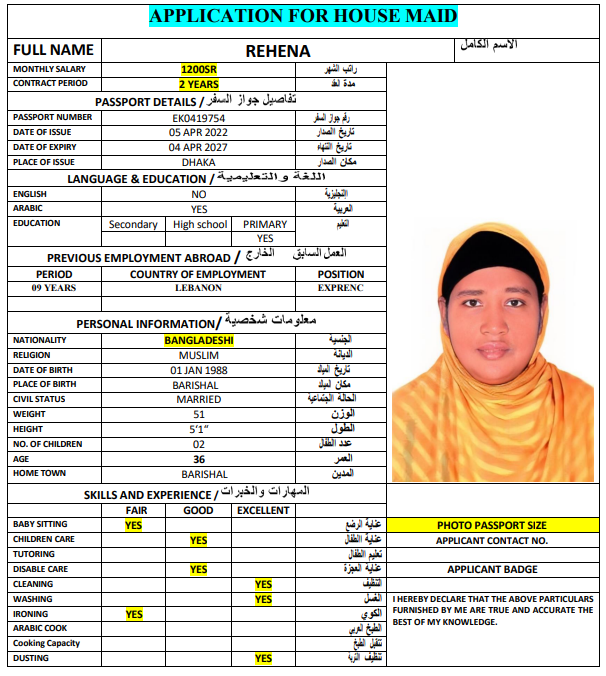 APPLICATION FOR HOUSE MAID
FULL NAME REHENA الاسم الكامل
MONTHLY SALARY 1200SR راتب الشهر
CONTRACT PERIOD 2 YEARS مدة لعقد
PASSPORT DETAILS / تفاصيل جواز السفر
PASSPORT NUMBER EK0419754 رقم جواز السفر
DATE OF ISSUE 05 APR 2022 تاريخ الصدار
DATE OF EXPIRY 04 APR 2027 تاريخ النتهاء
PLACE OF ISSUE DHAKA مكان الصدار
LANGUAGE & EDUCATION / اللغة والتعليمية
ENGLISH NO الإنجليزية
ARABIC YES العربية
EDUCATION Secondary High school PRIMARY التعليم
YES
PREVIOUS EMPLOYMENT ABROAD / العمل السابق الخارج
PERIOD COUNTRY OF EMPLOYMENT POSITION
09 YEARS LEBANON EXPRENC
PERSONAL INFORMATION/ معلومات شخصية
NATIONALITY BANGLADESHI الجنسية
RELIGION MUSLIM الديانة
DATE OF BIRTH 01 JAN 1988 تاريخ لميلاد
PLACE OF BIRTH BARISHAL مكان لميلاد
CIVIL STATUS MARRIED الحالة الجتماعية
WEIGHT 51 الوزن
HEIGHT 5’1” الطول
NO. OF CHILDREN 02 عدد الطفال
AGE 36 العمر
HOME TOWN BARISHAL المدين
SKILLS AND EXPERIENCE / المهارات والخبرات
FAIR GOOD EXCELLENT
BABY SITTING YES عناية الرضع
CHILDREN CARE YES عناية الطفال
TUTORING تعليم الطفال
DISABLE CARE YES عناية العجزة
CLEANING YES التنظيف
WASHING YES الغسل
IRONING YES الكوي
ARABIC COOK الطبخ العربي
Cooking Capacity الطبخ
DUSTING YES تنظيف
PHOTO PASSPORT SIZE
APPLICANT CONTACT NO.
APPLICANT BADGE
I HEREBY DECLARE THAT THE ABOVE PARTICULARS
FURNISHED BY ME ARE TRUE AND ACCURATE THE
BEST OF MY KNOWLEDGE.